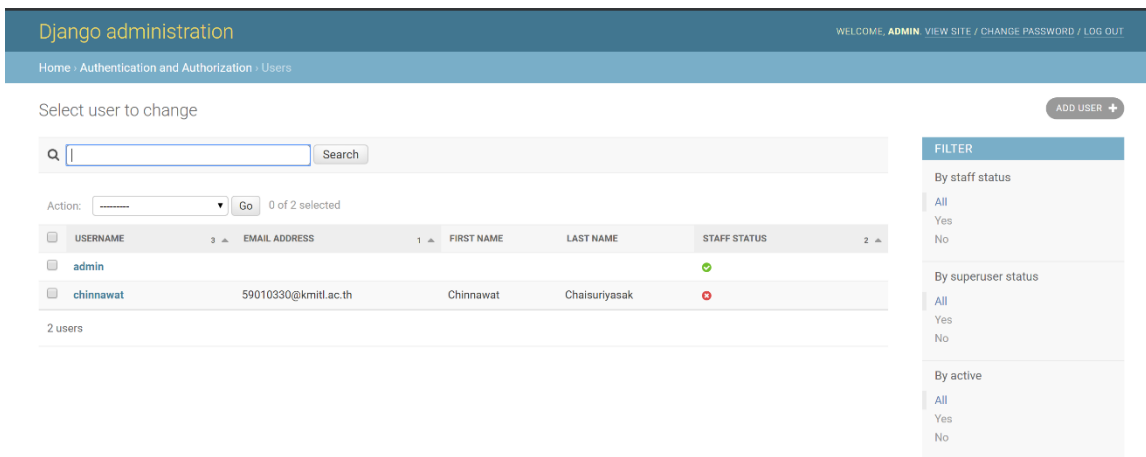 Django administration
WELCOME, ADMIN. VIEW SITE / CHANGE PASSWORD / LOG OUT
Home › Authentication and Authorization › Users
Select user to change
ADD USER +
Search
Action: --------- Go 0 of 2 selected
USERNAME 3 EMAIL ADDRESS 1 FIRST NAME LAST NAME STAFF STATUS 2
admin
chinnawat 59010330@kmitl.ac.th Chinnawat Chaisuriyasak
2 users
FILTER
By staff status
All
Yes
No
By superuser status
All
Yes
No
By active
All
Yes
No